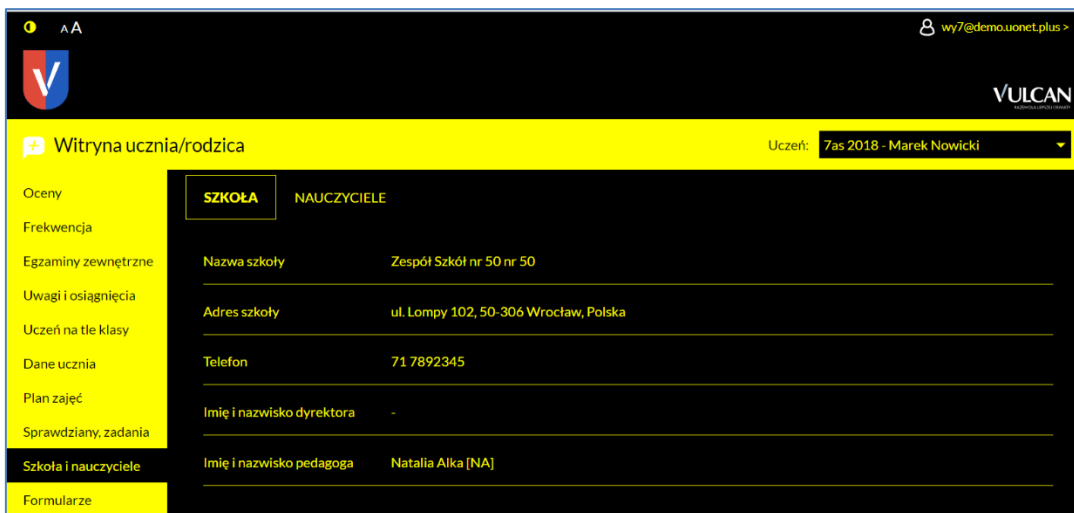 A A
wy7@demo.uonet.plus >
V
VULCAN
Witryna ucznia/rodzica
Uczeń: 7as 2018 - Marek Nowicki
Oceny
Frekwencja
Egzaminy zewnętrzne
Uwagi i osiągnięcia
Uczeń na tle klasy
Dane ucznia
Plan zajęć
Sprawdziany, zadania
Szkoła i nauczyciele
Formularze
SZKOŁA NAUCZYCIELE
Nazwa szkoły Zespół Szkół nr 50 nr 50
Adres szkoły ul. Lompy 102, 50-306 Wrocław, Polska
Telefon 71 7892345
Imię i nazwisko dyrektora -
Imię i nazwisko pedagoga Natalia Alka [NA]